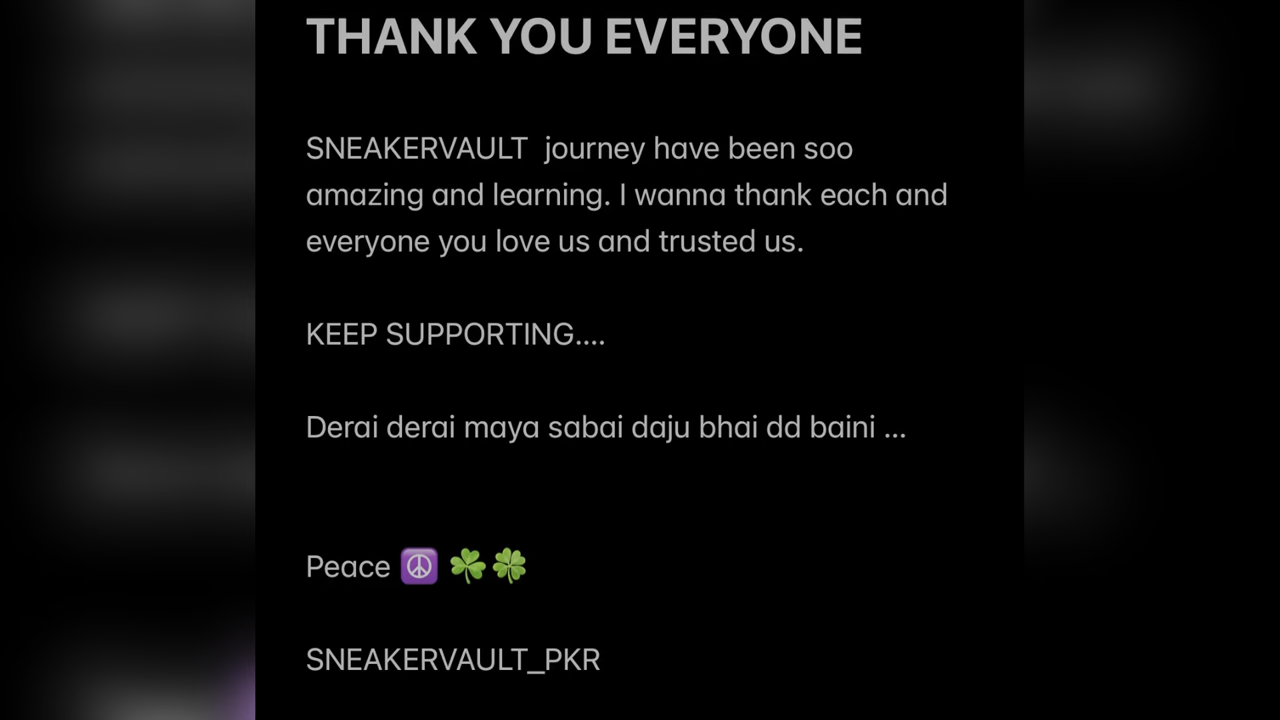 THANK YOU EVERYONE
SNEAKERVAULT  journey have been soo
amazing and learning. I wanna thank each and
everyone you love us and trusted us.
KEEP SUPPORTING....
Derai derai maya sabai daju bhai dd baini ...
Peace ☮️ ☘️🍀
SNEAKERVAULT_PKR